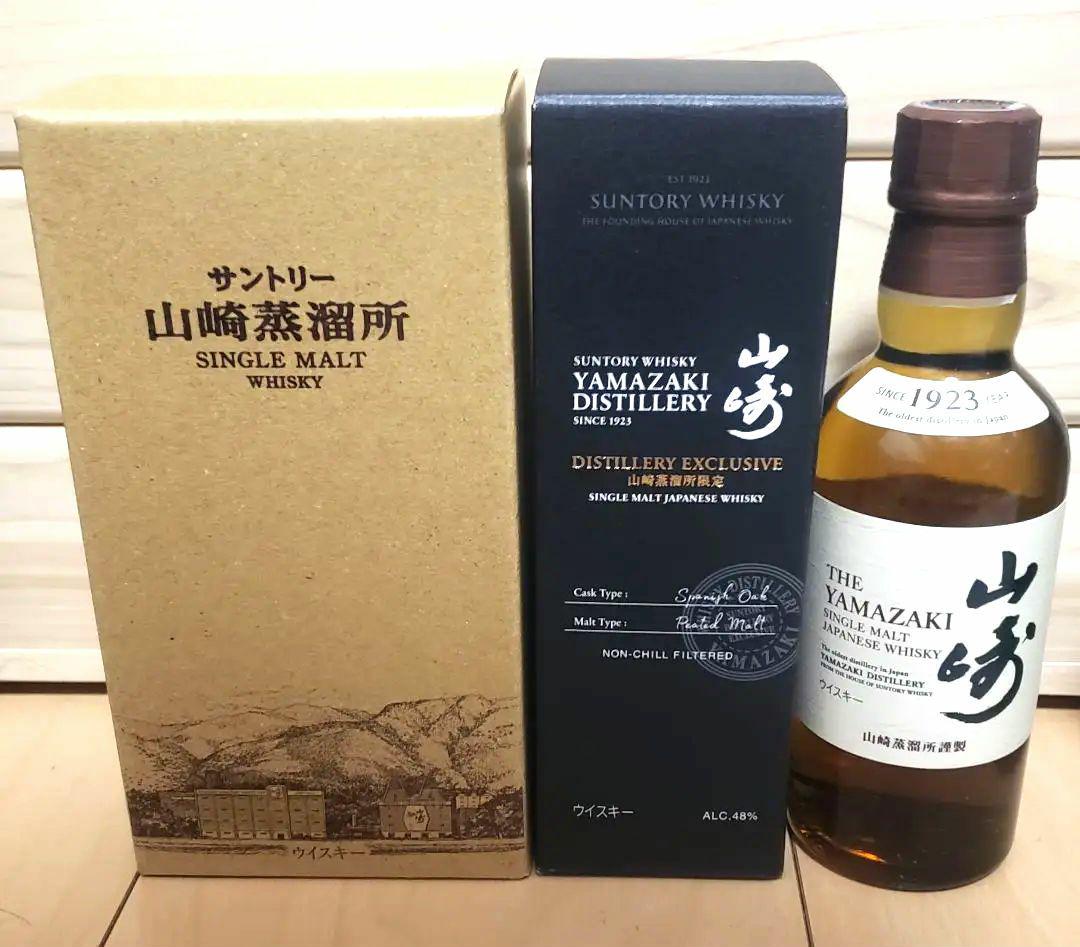 サントリー
山崎蒸溜所
SINGLE MALT
WHISKY
ウイスキー
EST 1923
SUNTORY WHISKY
THE FOUNDING HOUSE OF JAPANESE WHISKY
SUNTORY WHISKY
YAMAZAKI
DISTILLERY
SINCE 1923
山崎
DISTILLERY EXCLUSIVE
山崎蒸溜所限定
SINGLE MALT JAPANESE WHISKY
Cask Type : Spanish Oak
Malt Type : Peated Malt
NON-CHILL FILTERED
YAMAZAKI
ウイスキー
ALC.48%
SINCE 1923 YEAR
The oldest distillery in Japan
THE
YAMAZAKI
SINGLE MALT
JAPANESE WHISKY
山崎
The oldest distillery in Japan
YAMAZAKI DISTILLERY
FROM THE HOUSE OF SUNTORY WHISKY
ウイスキー
山崎蒸溜所謹製